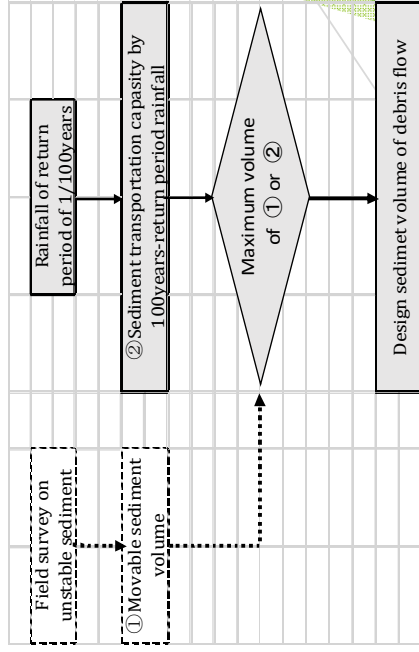 Field survey on
unstable sediment
①Movable sediment
volume
Rainfall of return
period of 1/100years
②Sediment transportation capasity by
100years-return period rainfall
Maximum volume
of ① or ②
Design sedimet volume of debris flow